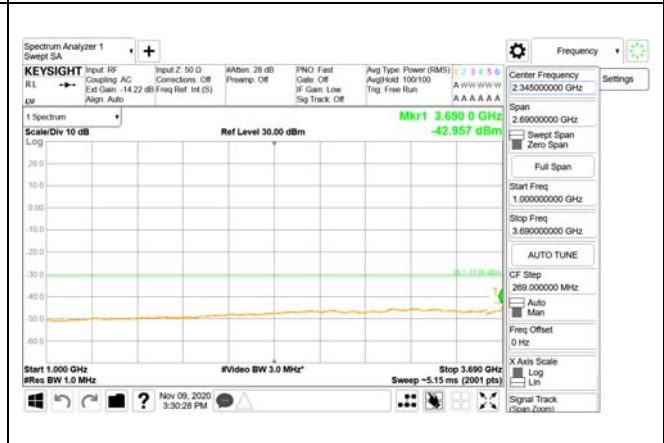 Spectrum Analyzer 1
Swept SA
+
Frequency
KEYSIGHT
RL
Input: RF
Coupling: AC
Ext Gain: -14.22 dB
Align: Auto
Input Z: 50 Ω
Corrections: Off
Freq Ref: Int (S)
#Atten: 28 dB
Preamp: Off
PNO: Fast
Gate: Off
IF Gain: Low
Sig Track: Off
Avg Type: Power (RMS)
Avg|Hold: 100/100
Trig: Free Run
1 2 3 4 5 6
A W W W W W
A A A A A A
Center Frequency
2.345000000 GHz
Settings
1 Spectrum
Mkr1 3.690 0 GHz
-42.957 dBm
Scale/Div 10 dB
Ref Level 30.00 dBm
Log
20.0
10.0
0.00
-10.0
-20.0
-30.0
-40.0
-50.0
-60.0
1
Span
2.69000000 GHz
Swept Span
Zero Span
Full Span
Start Freq
1.000000000 GHz
Stop Freq
3.690000000 GHz
AUTO TUNE
CF Step
269.000000 MHz
Auto
Man
Freq Offset
0 Hz
X Axis Scale
Log
Lin
Signal Track
(Span Zoom)
Start 1.000 GHz
#Res BW 1.0 MHz
#Video BW 3.0 MHz*
Stop 3.690 GHz
Sweep ~5.15 ms (2001 pts)
?
Nov 09, 2020
3:30:28 PM